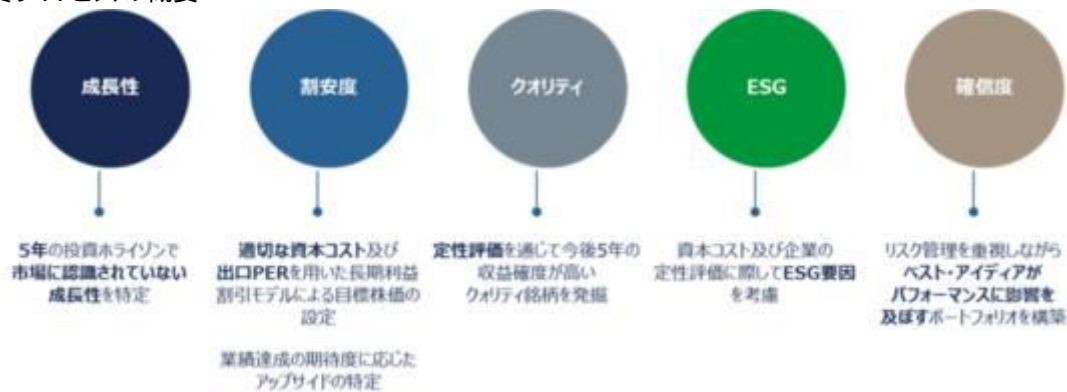 成長性
割安度
クオリティ
ESG
確信度
5年の投資ホライゾンで
市場に認識されていない
成長性を特定
適切な資本コスト及び
出口PERを用いた長期利益
割引モデルによる目標株価の
設定
業績達成の期待度に応じた
アップサイドの特定
定性評価を通じて今後5年の
収益確度が高い
クオリティ銘柄を発掘
資本コスト及び企業の
定性評価に際してESG要因
を考慮
リスク管理を重視しながら
ベスト・アイディアが
パフォーマンスに影響を
及ぼすポートフォリオを構築